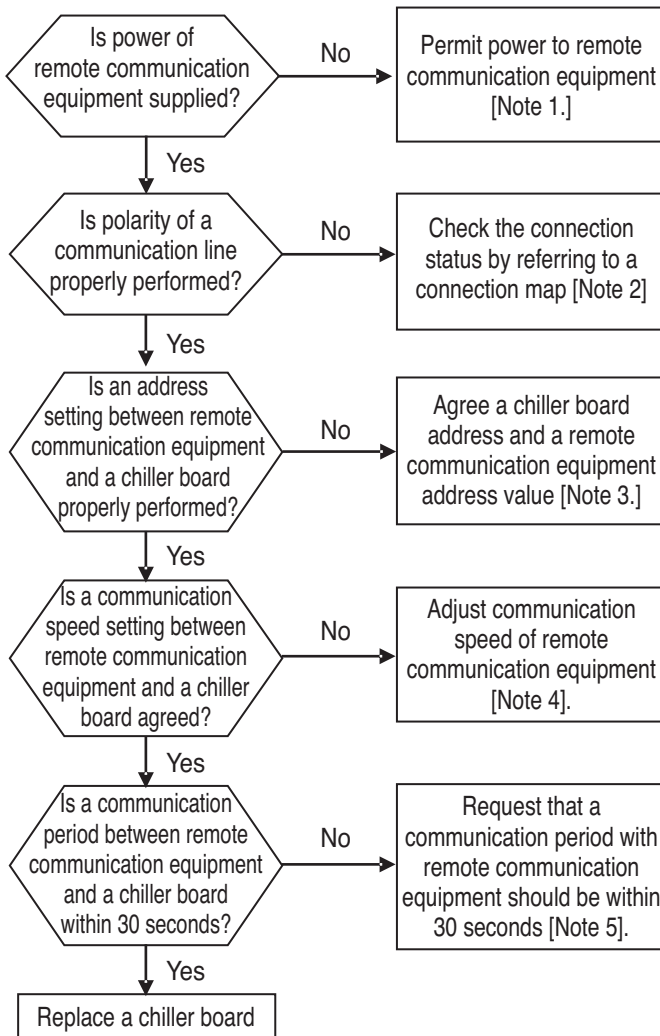 Is power of
remote communication
equipment supplied?
No
Permit power to remote
communication equipment
[Note 1.]
Yes
Is polarity of a
communication line
properly performed?
No
Check the connection
status by referring to a
connection map [Note 2]
Yes
Is an address
setting between remote
communication equipment
and a chiller board
properly performed?
No
Agree a chiller board
address and a remote
communication equipment
address value [Note 3.]
Yes
Is a communication
speed setting between
remote communication
equipment and a chiller
board agreed?
No
Adjust communication
speed of remote
communication equipment
[Note 4].
Yes
Is a communication
period between remote
communication equipment
and a chiller board
within 30 seconds?
No
Request that a
communication period with
remote communication
equipment should be within
30 seconds [Note 5].
Yes
Replace a chiller board